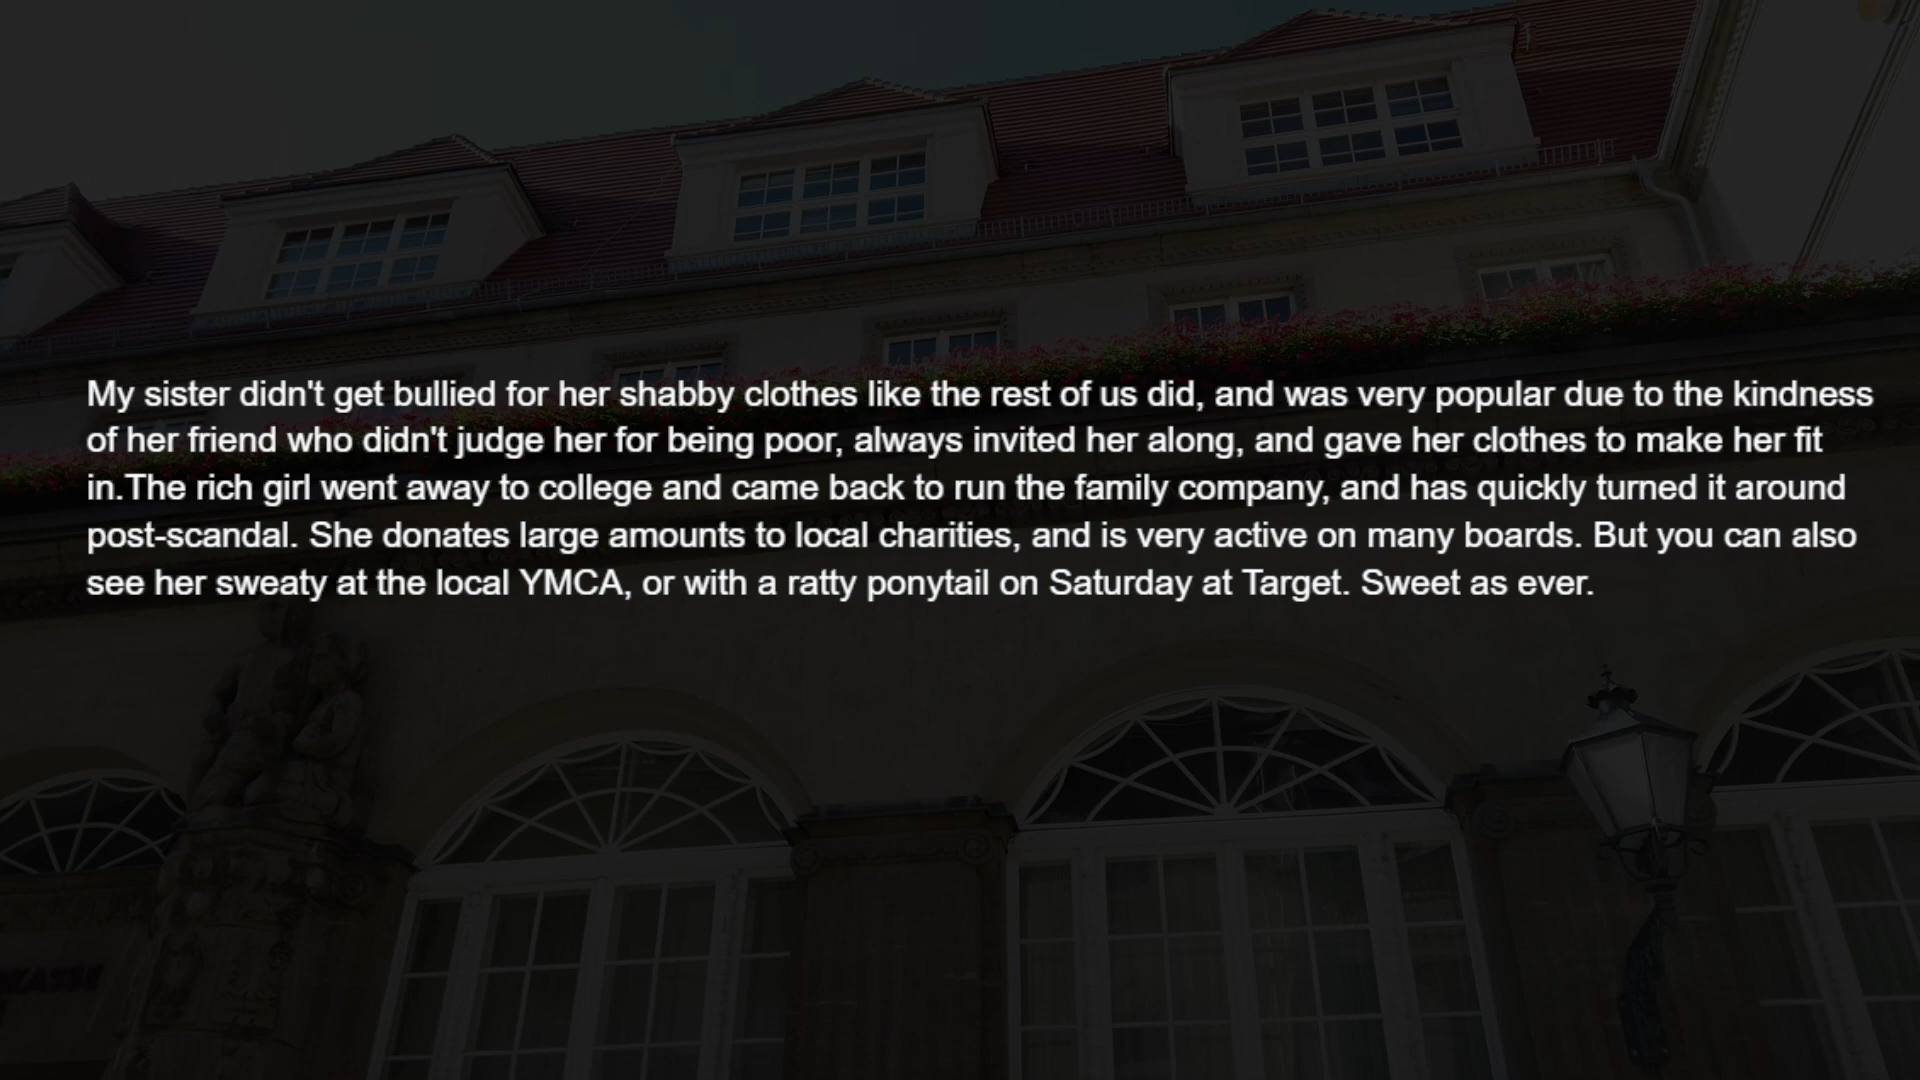 My sister didn't get bullied for her shabby clothes like the rest of us did, and was very popular due to the kindness
of her friend who didn't judge her for being poor, always invited her along, and gave her clothes to make her fit
in.The rich girl went away to college and came back to run the family company, and has quickly turned it around
post-scandal. She donates large amounts to local charities, and is very active on many boards. But you can also
see her sweaty at the local YMCA, or with a ratty ponytail on Saturday at Target. Sweet as ever.